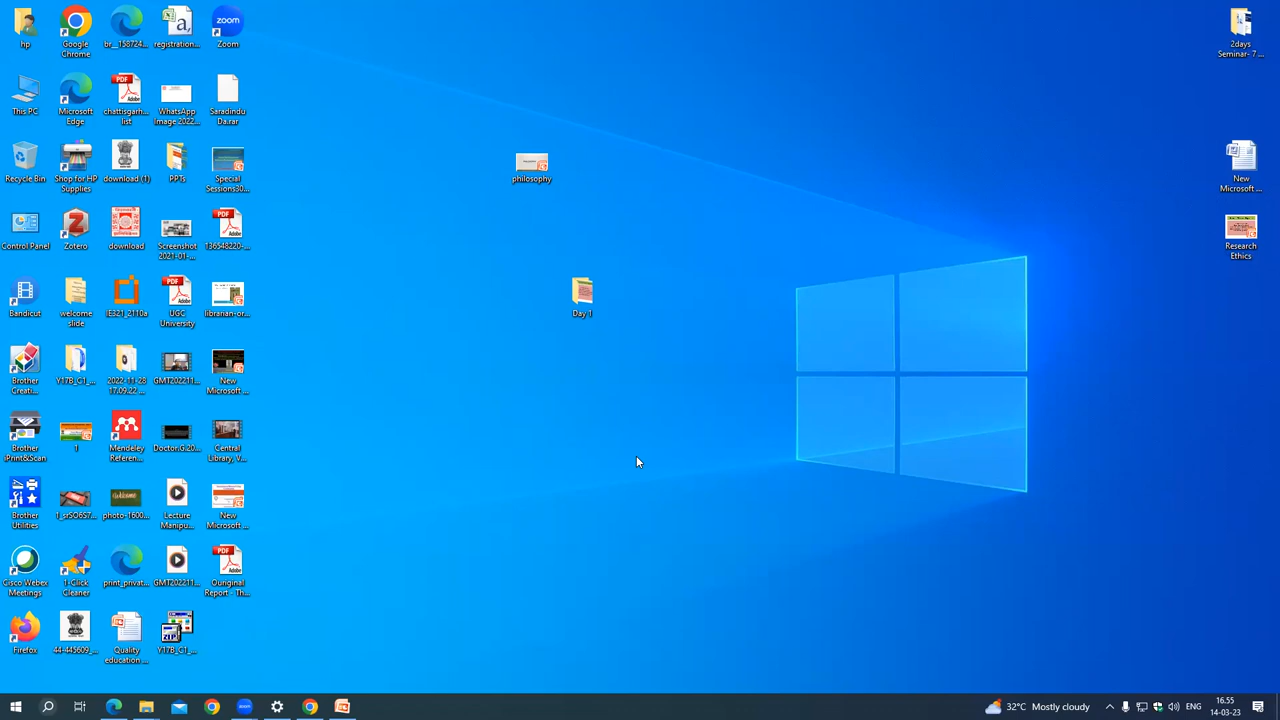 hp
Google
Chrome
br_158724...
registration...
Zoom
This PC
Microsoft
Edge
chattisgarh...
list
WhatsApp
Image 2022...
Saradindu
Da.rar
Recycle Bin
Shop for HP
Supplies
download (1)
PPTs
Special
Sessions30...
Control Panel
Zotero
download
Screenshot
2021-01-...
136548220-...
Bandicut
welcome
slide
IE321_2110a
UGC
University
librarian-or...
Brother
Creati...
Y17B_C1_...
2022-11-28
17.09.22 ...
GMT202211...
New
Microsoft ...
Brother
iPrint&Scan
1
Mendeley
Referen...
Doctor.G.20...
Central
Library, V...
Brother
Utilities
1_srSO6S7...
photo-1600...
Lecture
Manipu...
New
Microsoft ...
Cisco Webex
Meetings
1-Click
Cleaner
print_privat...
GMT202211...
Ouriginal
Report - Th...
Firefox
44-445609_...
Quality
education ...
Y17B_C1_...
philosophy
Day 1
2days
Seminar- 7 ...
New
Microsoft ...
Research
Ethics
32°C Mostly cloudy
ENG
16.55
14-03-23